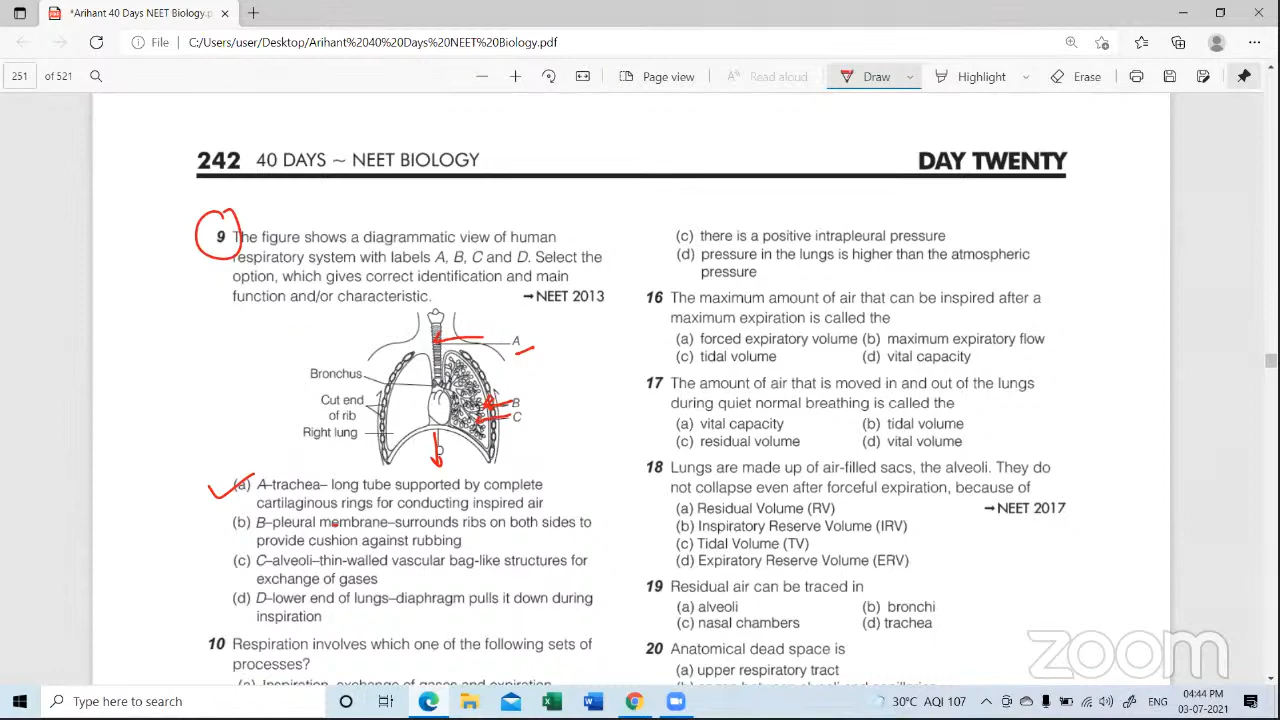 *Arihant 40 Days NEET Biology.p
File
C:/Users/user/Desktop/Arihant%2040%20Days%20NEET%20Biology.pdf
251 of 521
Page view
Read aloud
Draw
Highlight
Erase
242 40 DAYS ~ NEET BIOLOGY
DAY TWENTY
9 The figure shows a diagrammatic view of human
respiratory system with labels A, B, C and D. Select the
option, which gives correct identification and main
function and/or characteristic. ➞NEET 2013
A
Bronchus
Cut end
of rib
Right lung
B
C
D
(a) A–trachea– long tube supported by complete
cartilaginous rings for conducting inspired air
(b) B–pleural membrane–surrounds ribs on both sides to
provide cushion against rubbing
(c) C–alveoli–thin-walled vascular bag-like structures for
exchange of gases
(d) D–lower end of lungs–diaphragm pulls it down during
inspiration
10 Respiration involves which one of the following sets of
processes?
(a) Inspiration, exchange of gases and expiration
(c) there is a positive intrapleural pressure
(d) pressure in the lungs is higher than the atmospheric
pressure
16 The maximum amount of air that can be inspired after a
maximum expiration is called the
(a) forced expiratory volume (b) maximum expiratory flow
(c) tidal volume (d) vital capacity
17 The amount of air that is moved in and out of the lungs
during quiet normal breathing is called the
(a) vital capacity (b) tidal volume
(c) residual volume (d) vital volume
18 Lungs are made up of air-filled sacs, the alveoli. They do
not collapse even after forceful expiration, because of
(a) Residual Volume (RV) ➞NEET 2017
(b) Inspiratory Reserve Volume (IRV)
(c) Tidal Volume (TV)
(d) Expiratory Reserve Volume (ERV)
19 Residual air can be traced in
(a) alveoli (b) bronchi
(c) nasal chambers (d) trachea
20 Anatomical dead space is
(a) upper respiratory tract
zoom
Type here to search
30°C AQI 107
ENG
04:44 PM
03-07-2021